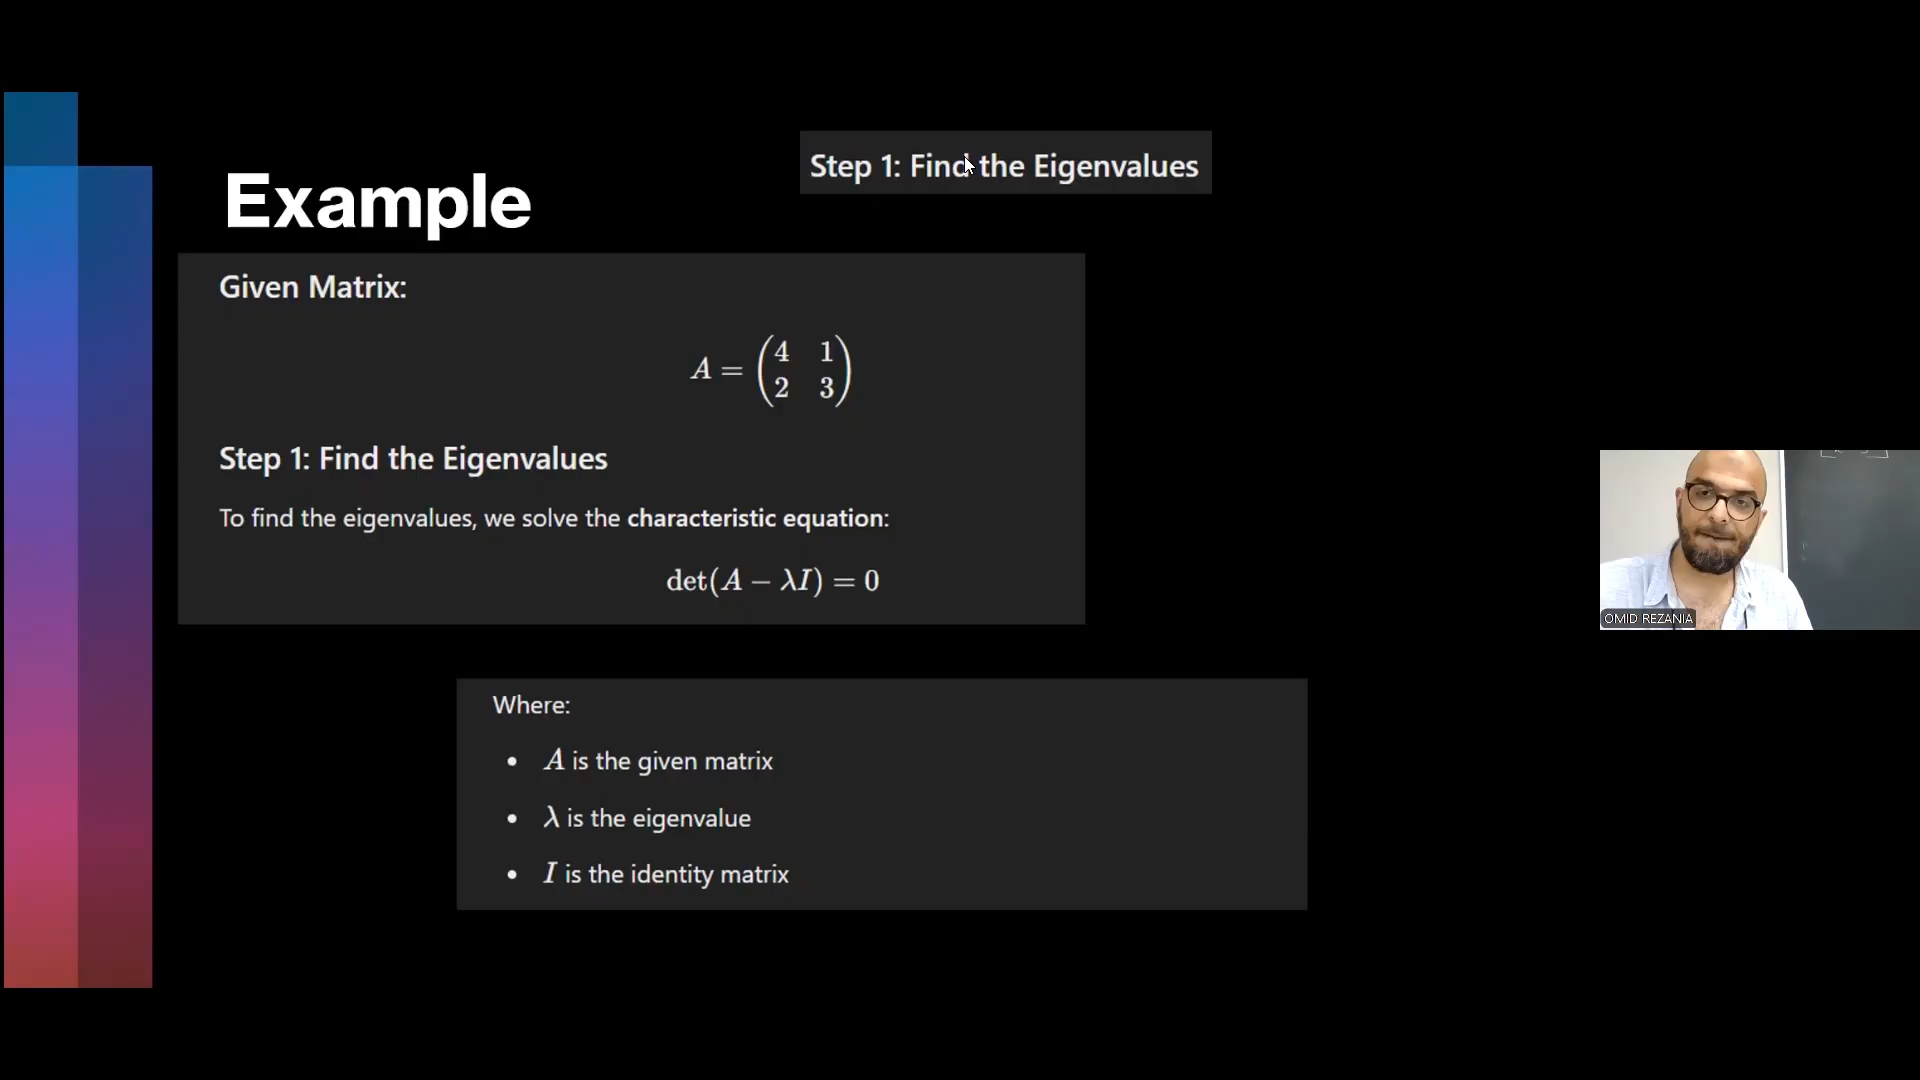 Step 1: Find the Eigenvalues
Example
Given Matrix:
A = (4 1
2 3)
Step 1: Find the Eigenvalues
To find the eigenvalues, we solve the characteristic equation:
det(A − λI) = 0
Where:
• A is the given matrix
• λ is the eigenvalue
• I is the identity matrix
OMID REZANIA